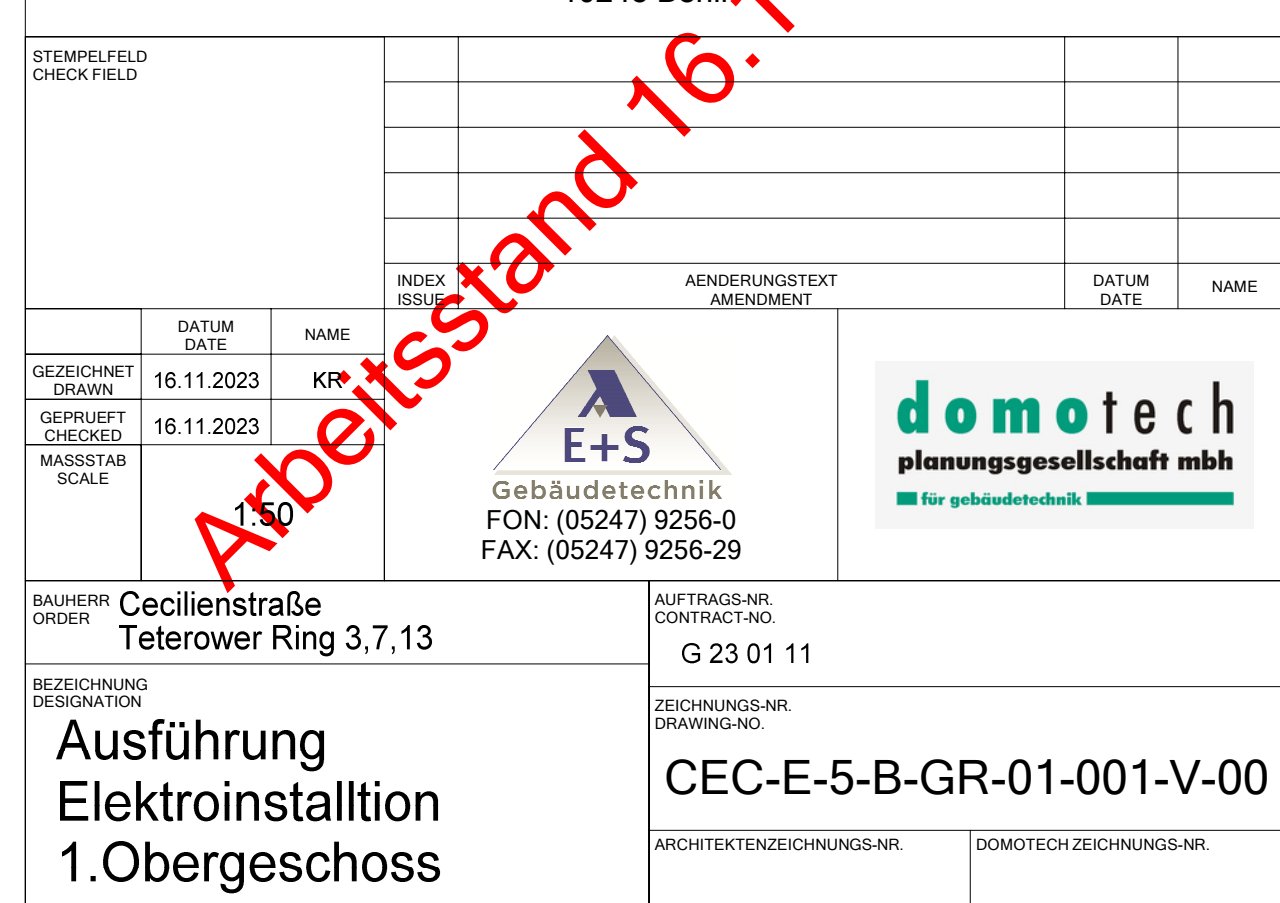 STEMPELFELD
CHECK FIELD
Arbeitsstand 16.
INDEX
ISSUE
AENDERUNGSTEXT
AMENDMENT
DATUM
DATE
NAME
DATUM
DATE
NAME
GEZEICHNET
DRAWN
16.11.2023
KR
GEPRUEFT
CHECKED
16.11.2023
MASSSTAB
SCALE
1:50
E+S
Gebäudetechnik
FON: (05247) 9256-0
FAX: (05247) 9256-29
domotech
planungsgesellschaft mbh
für gebäudetechnik
BAUHERR
ORDER
Cecilienstraße
Teterower Ring 3,7,13
AUFTRAGS-NR.
CONTRACT-NO.
G 23 01 11
BEZEICHNUNG
DESIGNATION
Ausführung
Elektroinstalltion
1.Obergeschoss
ZEICHNUNGS-NR.
DRAWING-NO.
CEC-E-5-B-GR-01-001-V-00
ARCHITEKTENZEICHNUNGS-NR.
DOMOTECH ZEICHNUNGS-NR.